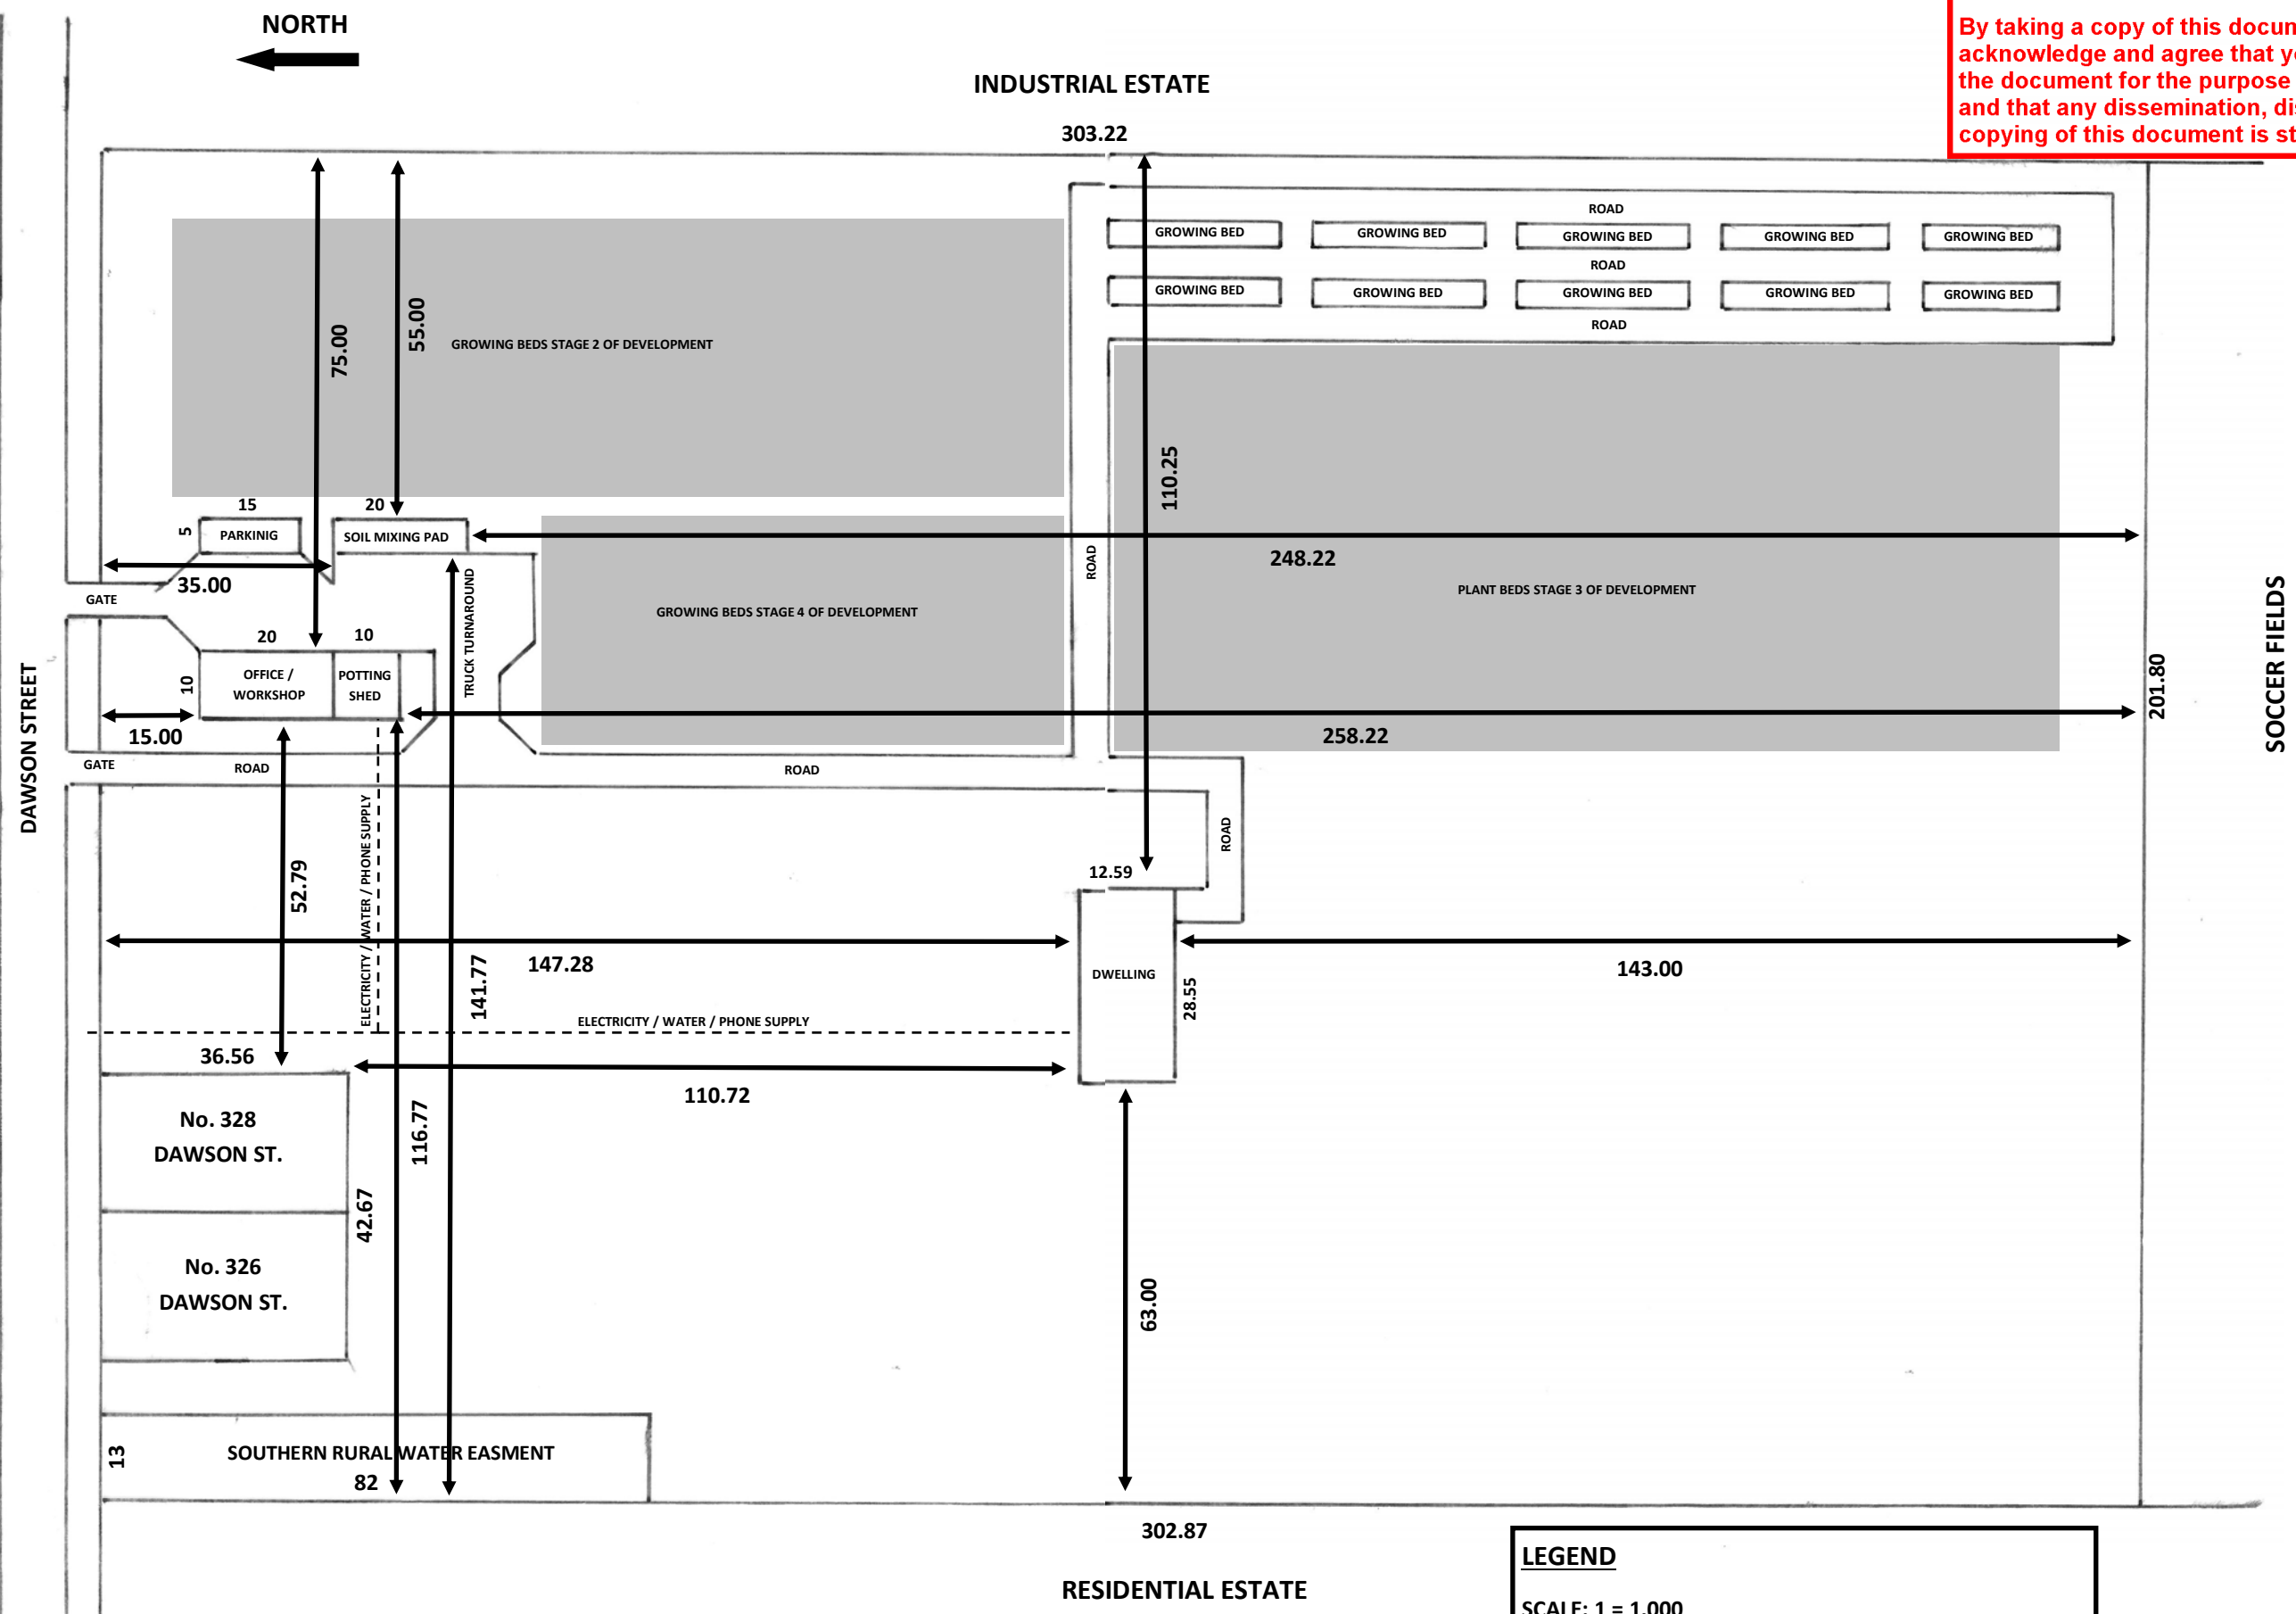 NORTH
By taking a copy of this docum
acknowledge and agree that y
the document for the purpose
and that any dissemination, di
copying of this document is st
INDUSTRIAL ESTATE
303.22
ROAD
GROWING BED GROWING BED GROWING BED GROWING BED GROWING BED
ROAD
GROWING BED GROWING BED GROWING BED GROWING BED GROWING BED
ROAD
75.00
55.00
GROWING BEDS STAGE 2 OF DEVELOPMENT
110.25
15
20
5
PARKINIG
SOIL MIXING PAD
248.22
35.00
GATE
TRUCK TURNAROUND
ROAD
GROWING BEDS STAGE 4 OF DEVELOPMENT
PLANT BEDS STAGE 3 OF DEVELOPMENT
SOCCER FIELDS
201.80
20
10
10
OFFICE /
WORKSHOP
POTTING
SHED
DAWSON STREET
15.00
258.22
GATE
ROAD
ROAD
ROAD
52.79
ELECTRICITY / WATER / PHONE SUPPLY
12.59
147.28
141.77
DWELLING
28.55
143.00
ELECTRICITY / WATER / PHONE SUPPLY
36.56
110.72
No. 328
DAWSON ST.
116.77
42.67
No. 326
DAWSON ST.
63.00
13
SOUTHERN RURAL WATER EASMENT
82
302.87
RESIDENTIAL ESTATE
LEGEND
SCALE: 1 = 1,000